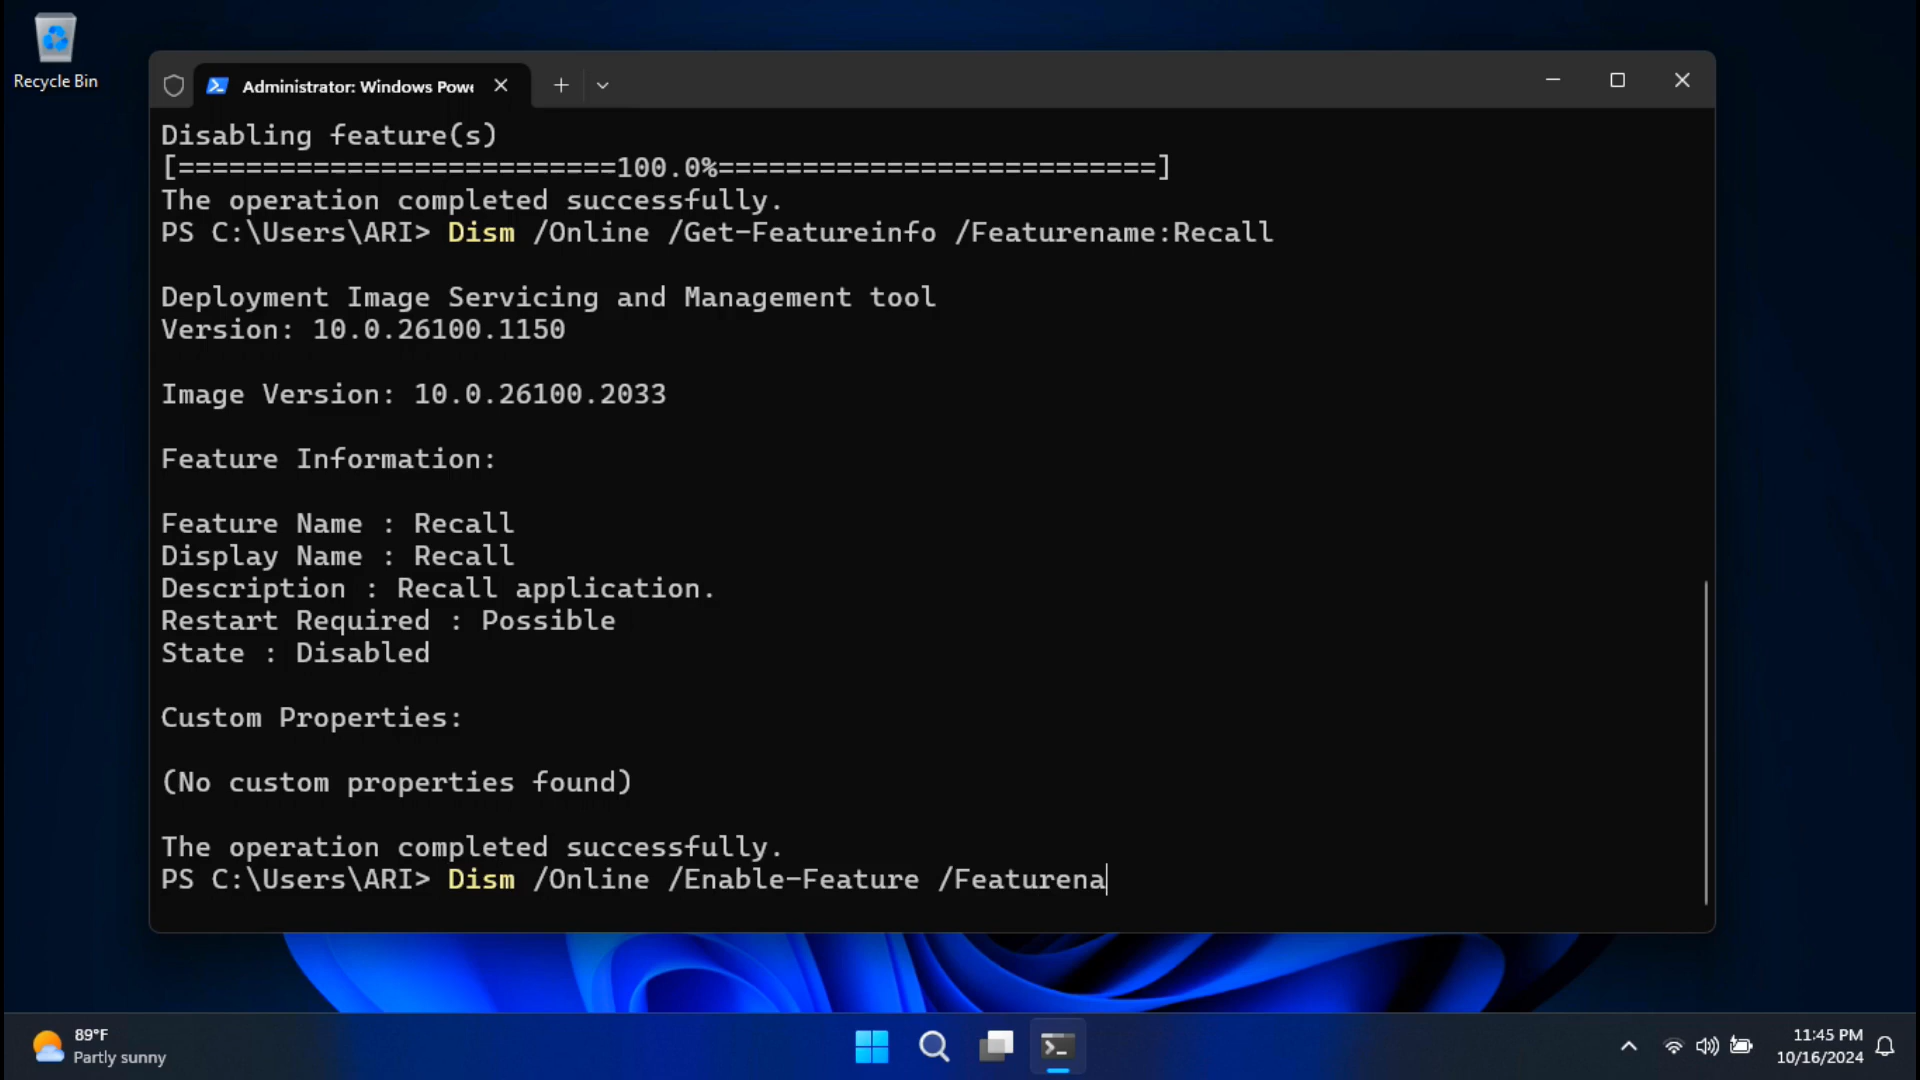 Recycle Bin
Administrator: Windows Powe
Disabling feature(s)
[==========================100.0%==========================]
The operation completed successfully.
PS C:\Users\ARI> Dism /Online /Get-Featureinfo /Featurename:Recall
Deployment Image Servicing and Management tool
Version: 10.0.26100.1150
Image Version: 10.0.26100.2033
Feature Information:
Feature Name : Recall
Display Name : Recall
Description : Recall application.
Restart Required : Possible
State : Disabled
Custom Properties:
(No custom properties found)
The operation completed successfully.
PS C:\Users\ARI> Dism /Online /Enable-Feature /Featurena
89°F
Partly sunny
11:45 PM
10/16/2024